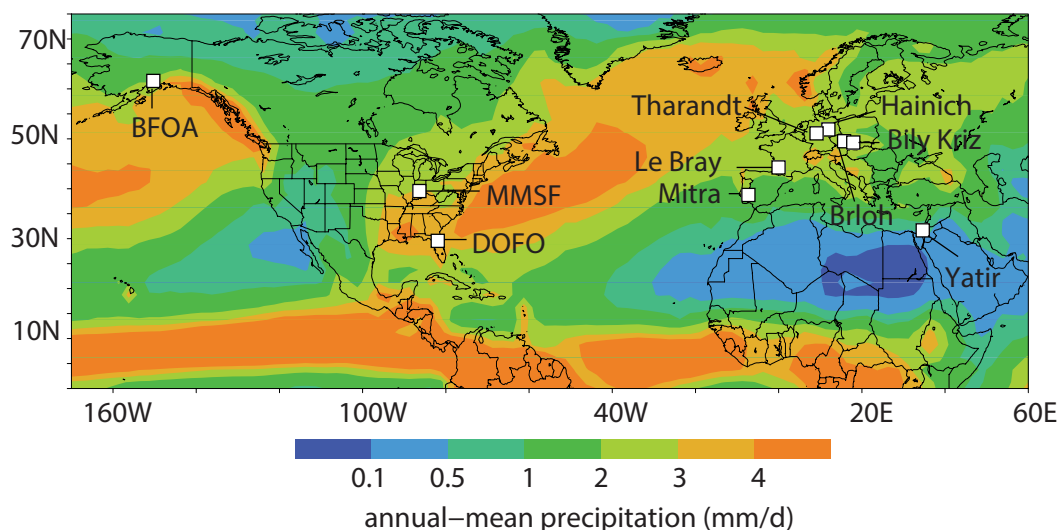 70N
50N
30N
10N
BFOA
MMSF
DOFO
Tharandt
Hainich
Bily Kriz
Le Bray
Mitra
Brloh
Yatir
160W
100W
40W
20E
60E
0.1
0.5
1
2
3
4
annual−mean precipitation (mm/d)